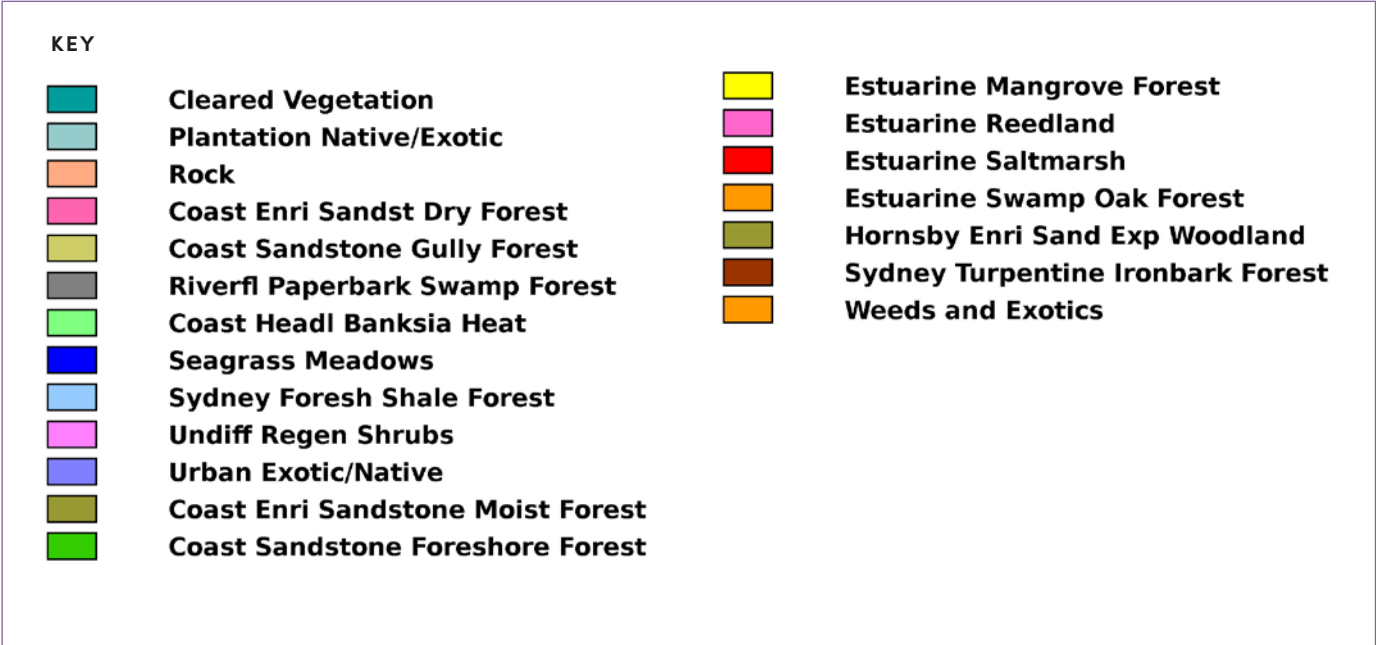 KEY
Cleared Vegetation
Plantation Native/Exotic
Rock
Coast Enri Sandst Dry Forest
Coast Sandstone Gully Forest
Riverfl Paperbark Swamp Forest
Coast Headl Banksia Heat
Seagrass Meadows
Sydney Foresh Shale Forest
Undiff Regen Shrubs
Urban Exotic/Native
Coast Enri Sandstone Moist Forest
Coast Sandstone Foreshore Forest
Estuarine Mangrove Forest
Estuarine Reedland
Estuarine Saltmarsh
Estuarine Swamp Oak Forest
Hornsby Enri Sand Exp Woodland
Sydney Turpentine Ironbark Forest
Weeds and Exotics